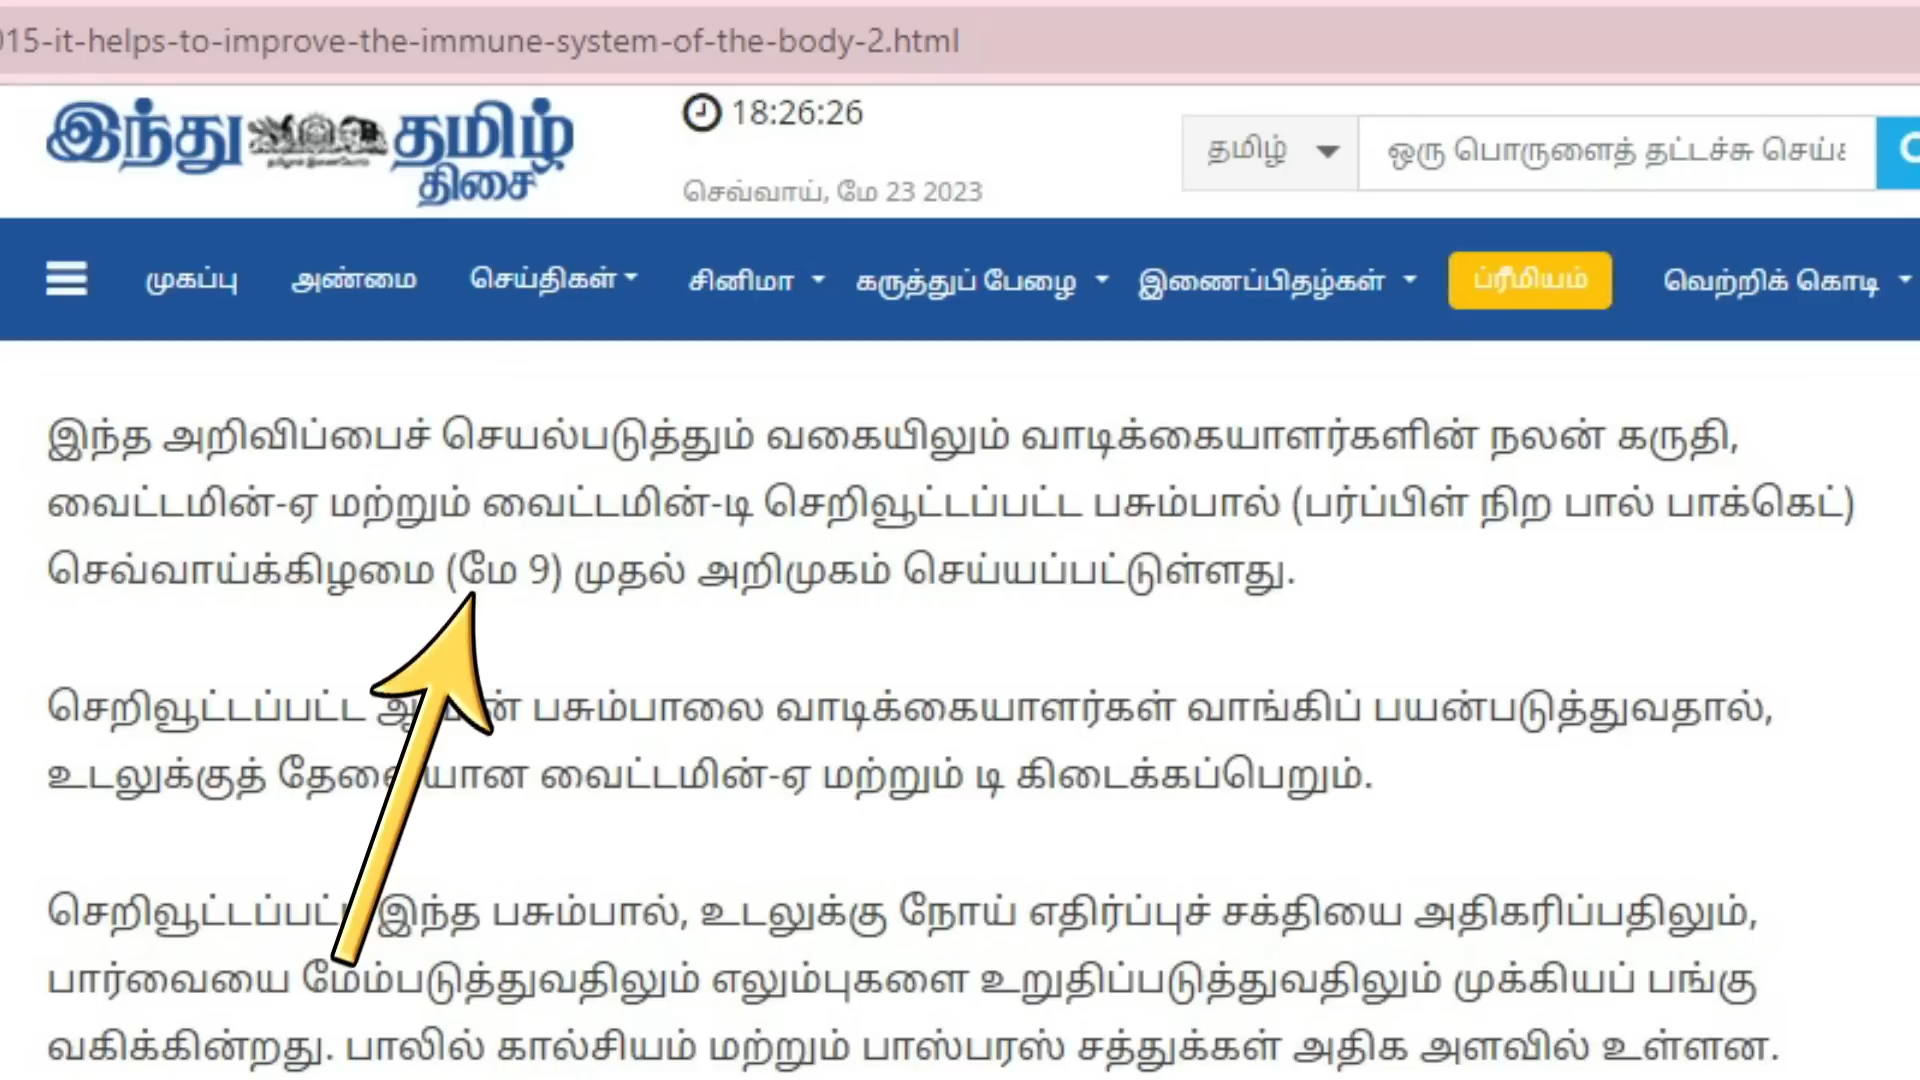 015-it-helps-to-improve-the-immune-system-of-the-body-2.html
இந்து தமிழ் திசை
18:26:26
செவ்வாய், மே 23 2023
தமிழ் ஒரு பொருளைத் தட்டச்சு
முகப்பு அண்மை செய்திகள் சினிமா கருத்துப் பேழை இணைப்பிதழ்கள் ப்ரீமியம் வெற்றிக் கொடி
இந்த அறிவிப்பைச் செயல்படுத்தும் வகையிலும் வாடிக்கையாளர்களின் நலன் கருதி,
வைட்டமின்-ஏ மற்றும் வைட்டமின்-டி செறிவூட்டப்பட்ட பசும்பால் (பர்ப்பிள் நிற பால் பாக்கெட்)
செவ்வாய்க்கிழமை (மே 9) முதல் அறிமுகம் செய்யப்பட்டுள்ளது.
செறிவூட்டப்பட்ட பசும்பாலை வாடிக்கையாளர்கள் வாங்கிப் பயன்படுத்துவதால்,
உடலுக்குத் தேவையான வைட்டமின்-ஏ மற்றும் டி கிடைக்கப்பெறும்.
செறிவூட்டப்பட்ட இந்த பசும்பால், உடலுக்கு நோய் எதிர்ப்புச் சக்தியை அதிகரிப்பதிலும்,
பார்வையை மேம்படுத்துவதிலும் எலும்புகளை உறுதிப்படுத்துவதிலும் முக்கியப் பங்கு
வகிக்கின்றது. பாலில் கால்சியம் மற்றும் பாஸ்பரஸ் சத்துக்கள் அதிக அளவில் உள்ளன.